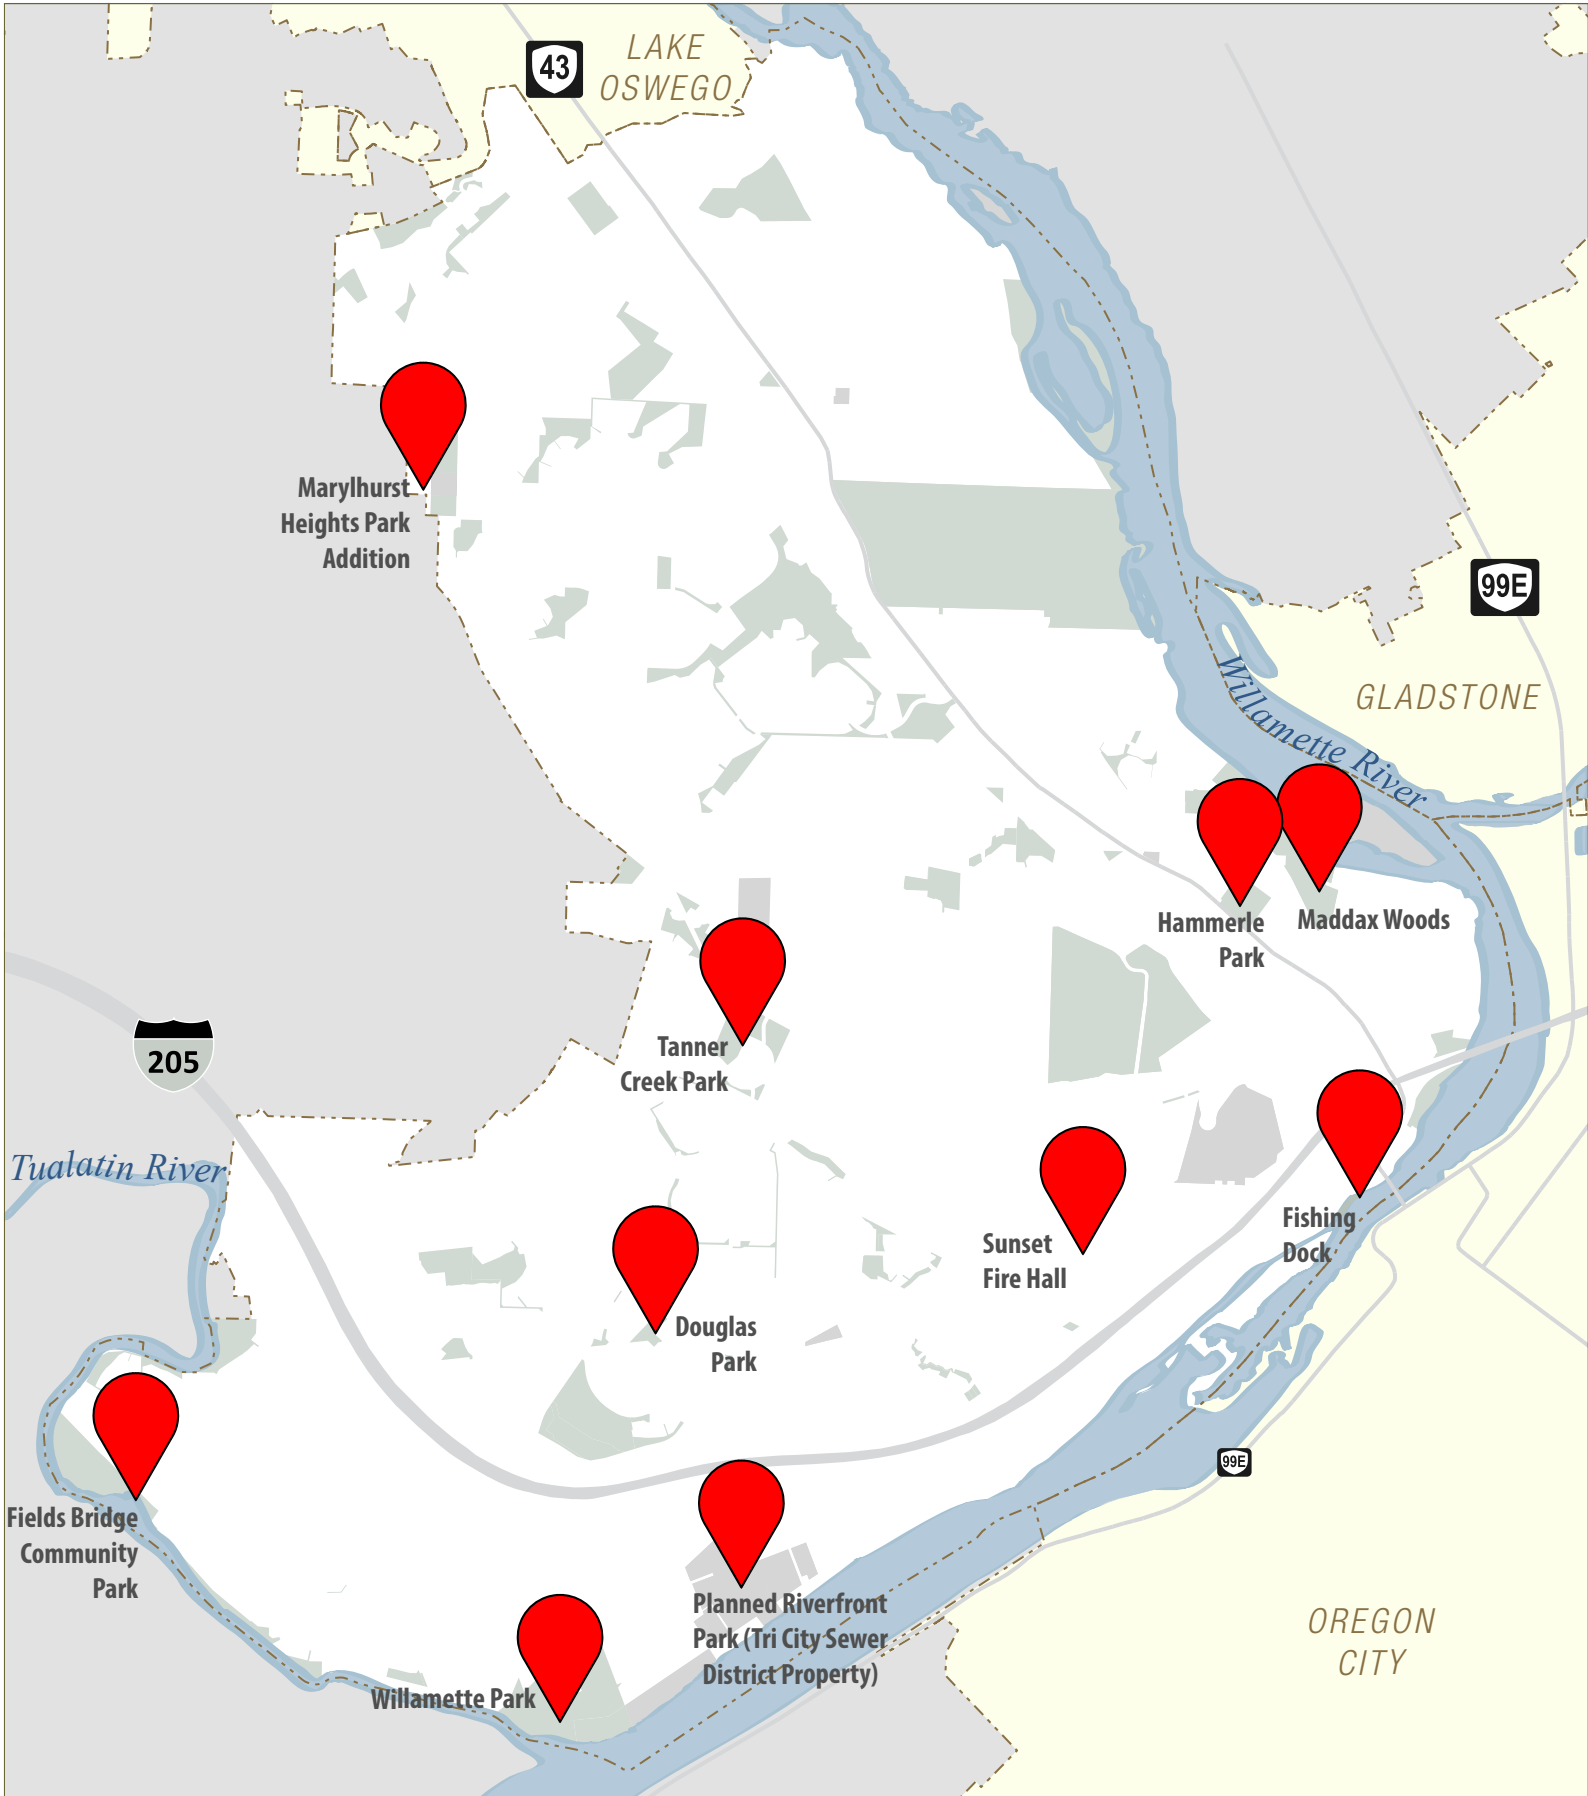 43
LAKE
OSWEGO
Marylhurst
Heights Park
Addition
99E
GLADSTONE
Willamette River
Hammerle
Park
Maddax Woods
Tanner
Creek Park
205
Tualatin River
Fishing
Dock
Sunset
Fire Hall
Douglas
Park
99E
Fields Bridge
Community
Park
Planned Riverfront
Park (Tri City Sewer
District Property)
Willamette Park
OREGON
CITY